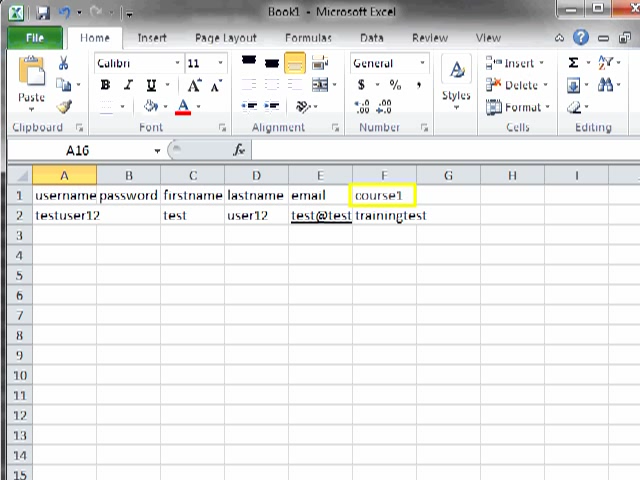 Book1 - Microsoft Excel
File Home Insert Page Layout Formulas Data Review View
Calibri 11 General Insert
Paste B I U A A $ % , Styles Delete
Format
Clipboard Font Alignment Number Cells Editing
A16 fx
A B C D E F G H I
1 username password firstname lastname email course1
2 testuser12 test user12 test@test trainingtest
3
4
5
6
7
8
9
10
11
12
13
14
15